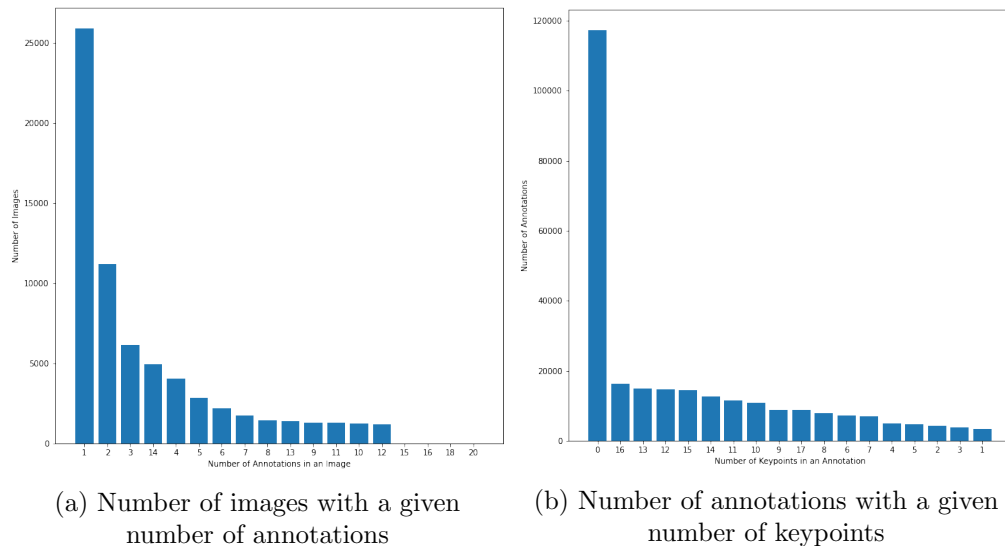 25000
20000
15000
10000
5000
0
Number of Images
1 2 3 14 4 5 6 7 8 13 9 11 10 12 15 16 18 20
Number of Annotations in an Image
(a) Number of images with a given
number of annotations
120000
100000
80000
60000
40000
20000
0
Number of Annotations
0 16 13 12 15 14 11 10 9 17 8 6 7 4 5 2 3 1
Number of Keypoints in an Annotation
(b) Number of annotations with a given
number of keypoints